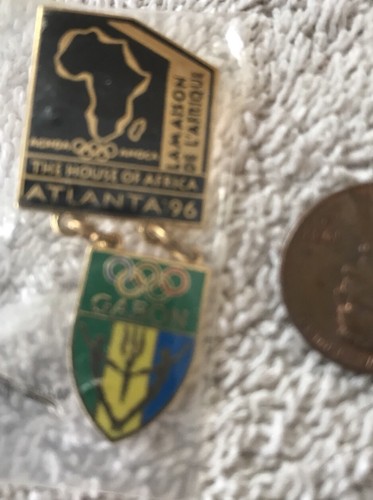 LA MAISON
DE L'AFRIQUE
THE HOUSE OF AFRICA
ATLANTA '96
GABON